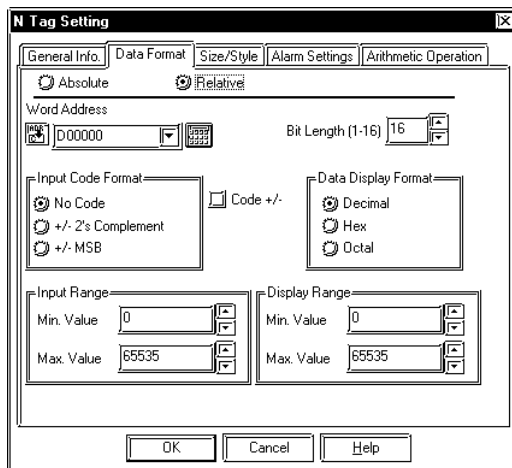 N Tag Setting
General Info. Data Format Size/Style Alarm Settings Arithmetic Operation
Absolute Relative
Word Address
D00000 Bit Length (1-16) 16
Input Code Format Data Display Format
No Code Code +/- Decimal
+/- 2's Complement Hex
+/- MSB Octal
Input Range Display Range
Min. Value 0 Min. Value 0
Max. Value 65535 Max. Value 65535
OK Cancel Help